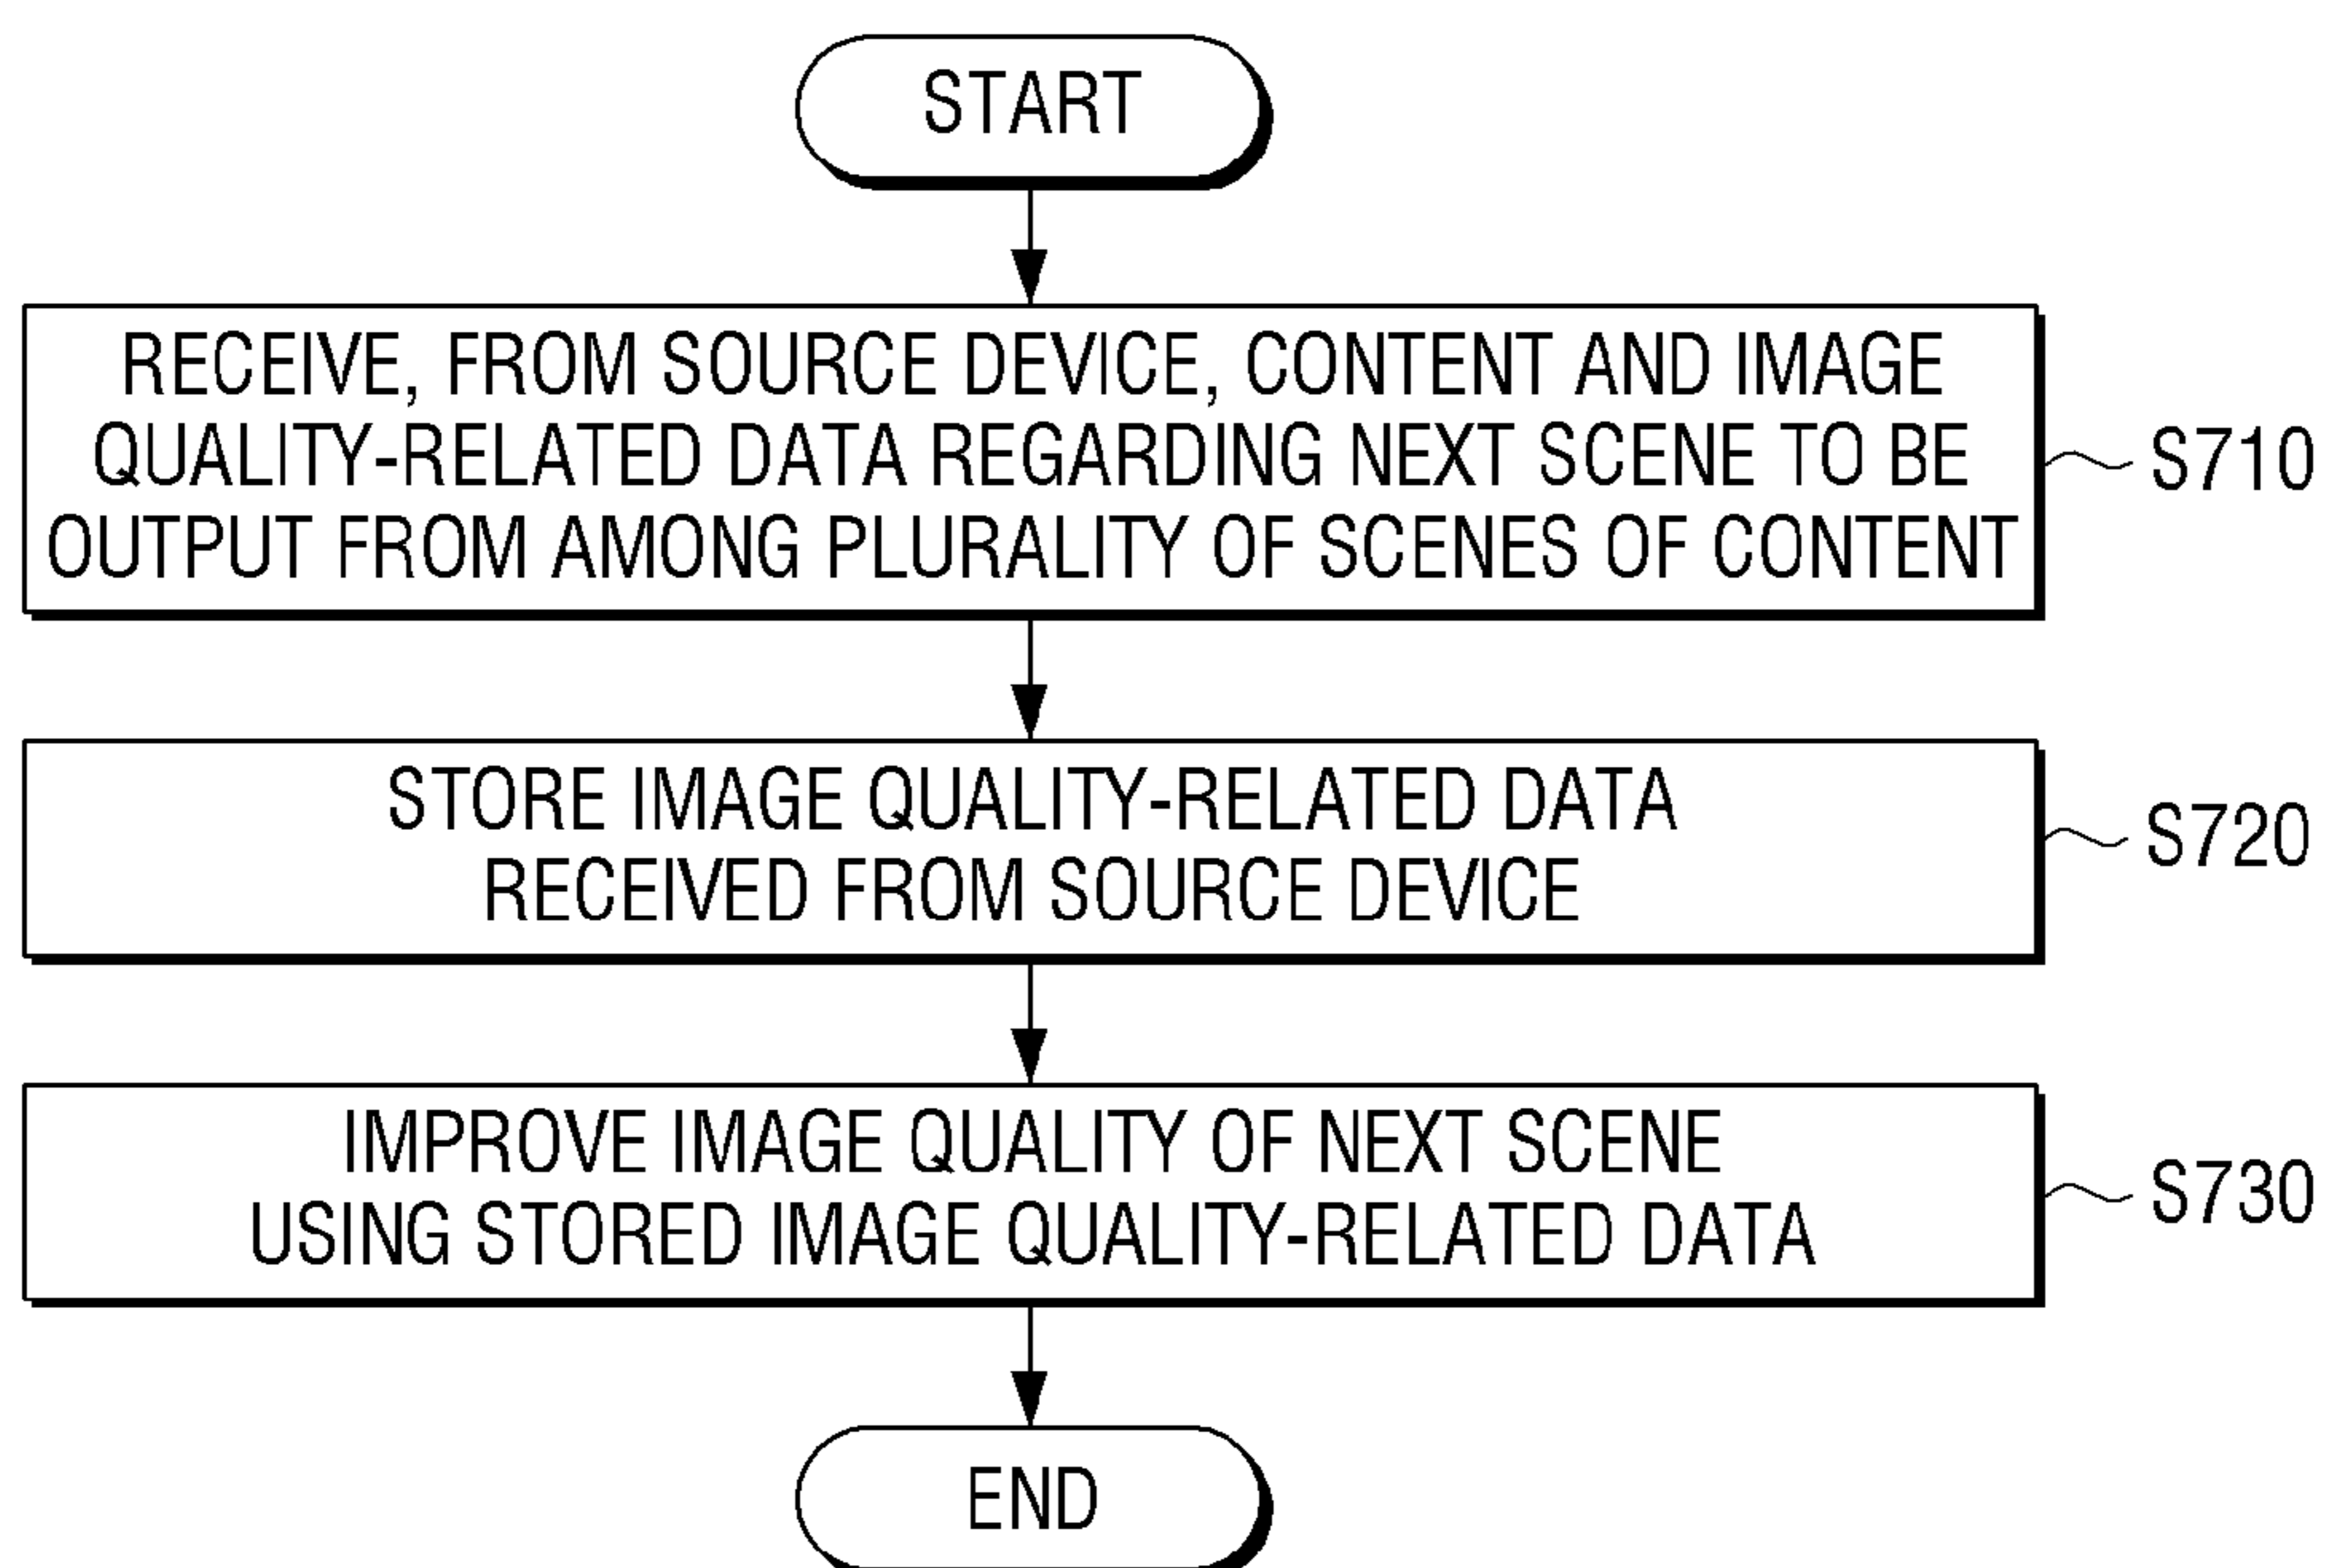 START
RECEIVE, FROM SOURCE DEVICE, CONTENT AND IMAGE
QUALITY-RELATED DATA REGARDING NEXT SCENE TO BE
OUTPUT FROM AMONG PLURALITY OF SCENES OF CONTENT
S710
STORE IMAGE QUALITY-RELATED DATA
RECEIVED FROM SOURCE DEVICE
S720
IMPROVE IMAGE QUALITY OF NEXT SCENE
USING STORED IMAGE QUALITY-RELATED DATA
S730
END